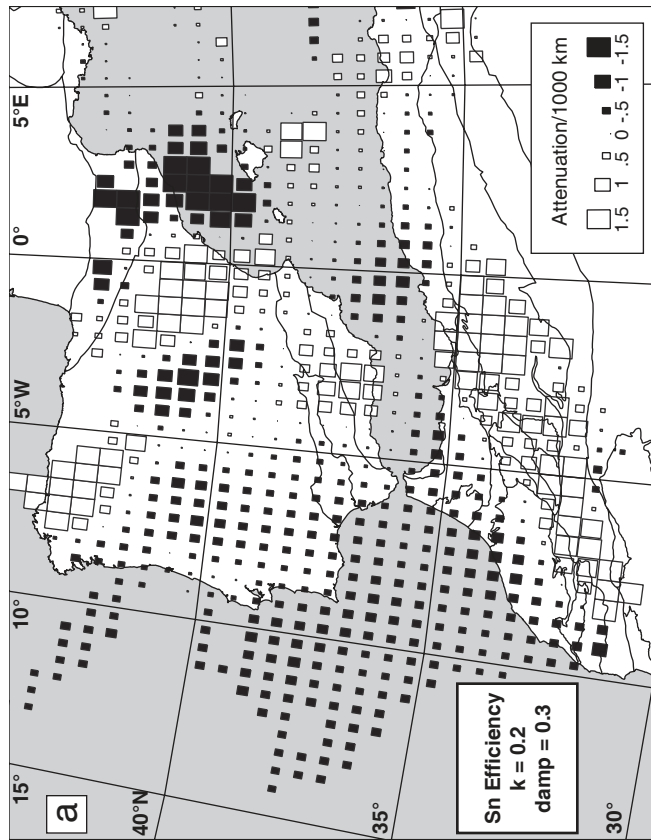 a
15°
10°
5°W
0°
5°E
40°N
35°
30°
Sn Efficiency
k = 0.2
damp = 0.3
Attenuation/1000 km
1.5 1 .5 0 -.5 -1 -1.5